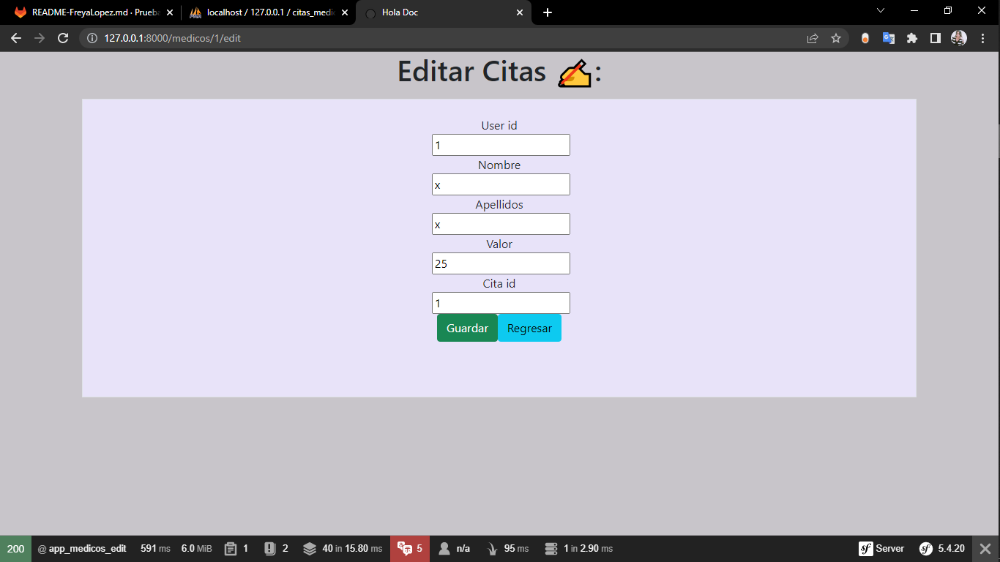 README-FreyaLopez.md · Prueba
localhost / 127.0.0.1 / citas_medic
Hola Doc
127.0.0.1:8000/medicos/1/edit
Editar Citas ✍:
User id
1
Nombre
x
Apellidos
x
Valor
25
Cita id
1
Guardar Regresar
200 @ app_medicos_edit 591 ms 6.0 MiB 1 2 40 in 15.80 ms 5 n/a 95 ms 1 in 2.90 ms sf Server sf 5.4.20